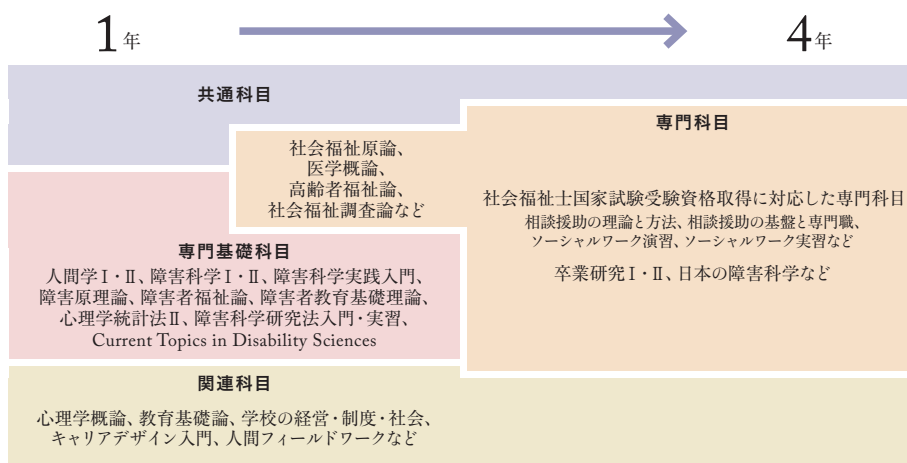 1年
4年
共通科目
社会福祉原論、
医学概論、
高齢者福祉論、
社会福祉調査論など
専門科目
社会福祉士国家試験受験資格取得に対応した専門科目
相談援助の理論と方法、相談援助の基盤と専門職、
ソーシャルワーク演習、ソーシャルワーク実習など
卒業研究Ⅰ・Ⅱ、日本の障害科学など
専門基礎科目
人間学Ⅰ・Ⅱ、障害科学Ⅰ・Ⅱ、障害科学実践入門、
障害原理論、障害者福祉論、障害者教育基礎理論、
心理学統計法Ⅱ、障害科学研究法入門・実習、
Current Topics in Disability Sciences
関連科目
心理学概論、教育基礎論、学校の経営・制度・社会、
キャリアデザイン入門、人間フィールドワークなど